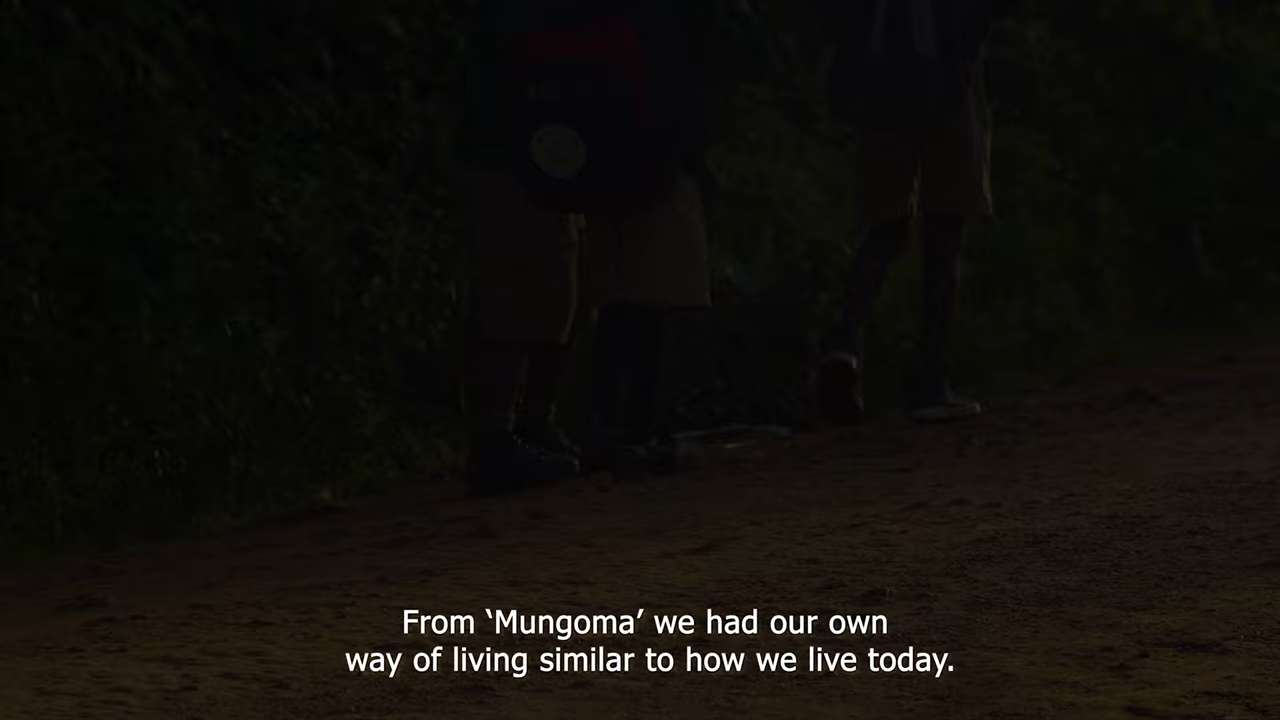 From ‘Mungoma’ we had our own
way of living similar to how we live today.